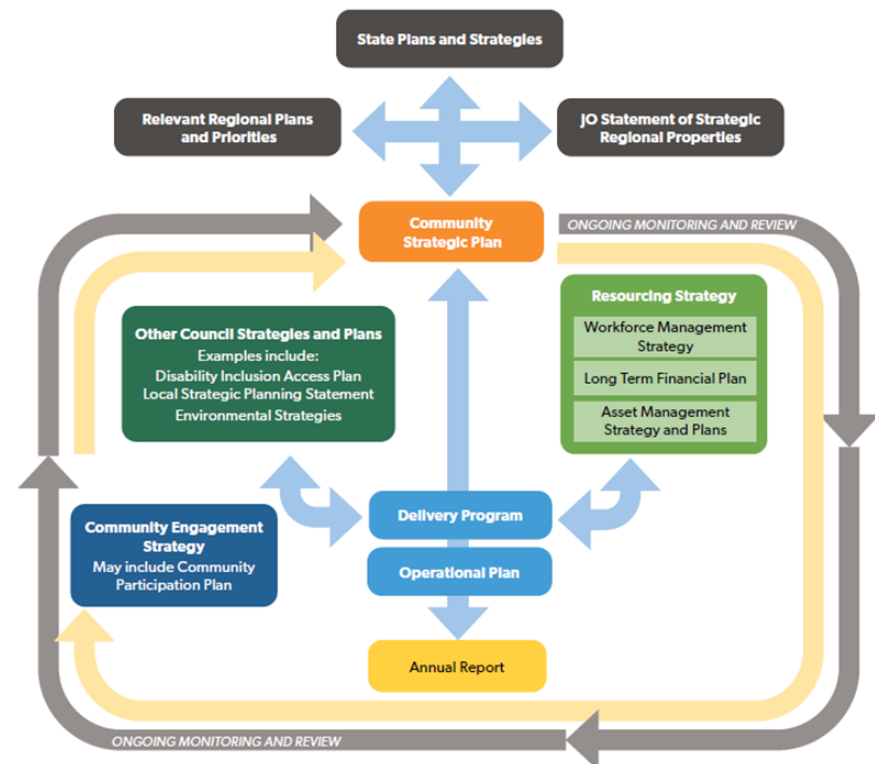 State Plans and Strategies
Relevant Regional Plans
and Priorities
JO Statement of Strategic
Regional Properties
Community
Strategic Plan
ONGOING MONITORING AND REVIEW
Resourcing Strategy
Workforce Management
Strategy
Long Term Financial Plan
Asset Management
Strategy and Plans
Other Council Strategies and Plans
Examples include:
Disability Inclusion Access Plan
Local Strategic Planning Statement
Environmental Strategies
Community Engagement
Strategy
May include Community
Participation Plan
Delivery Program
Operational Plan
Annual Report
ONGOING MONITORING AND REVIEW